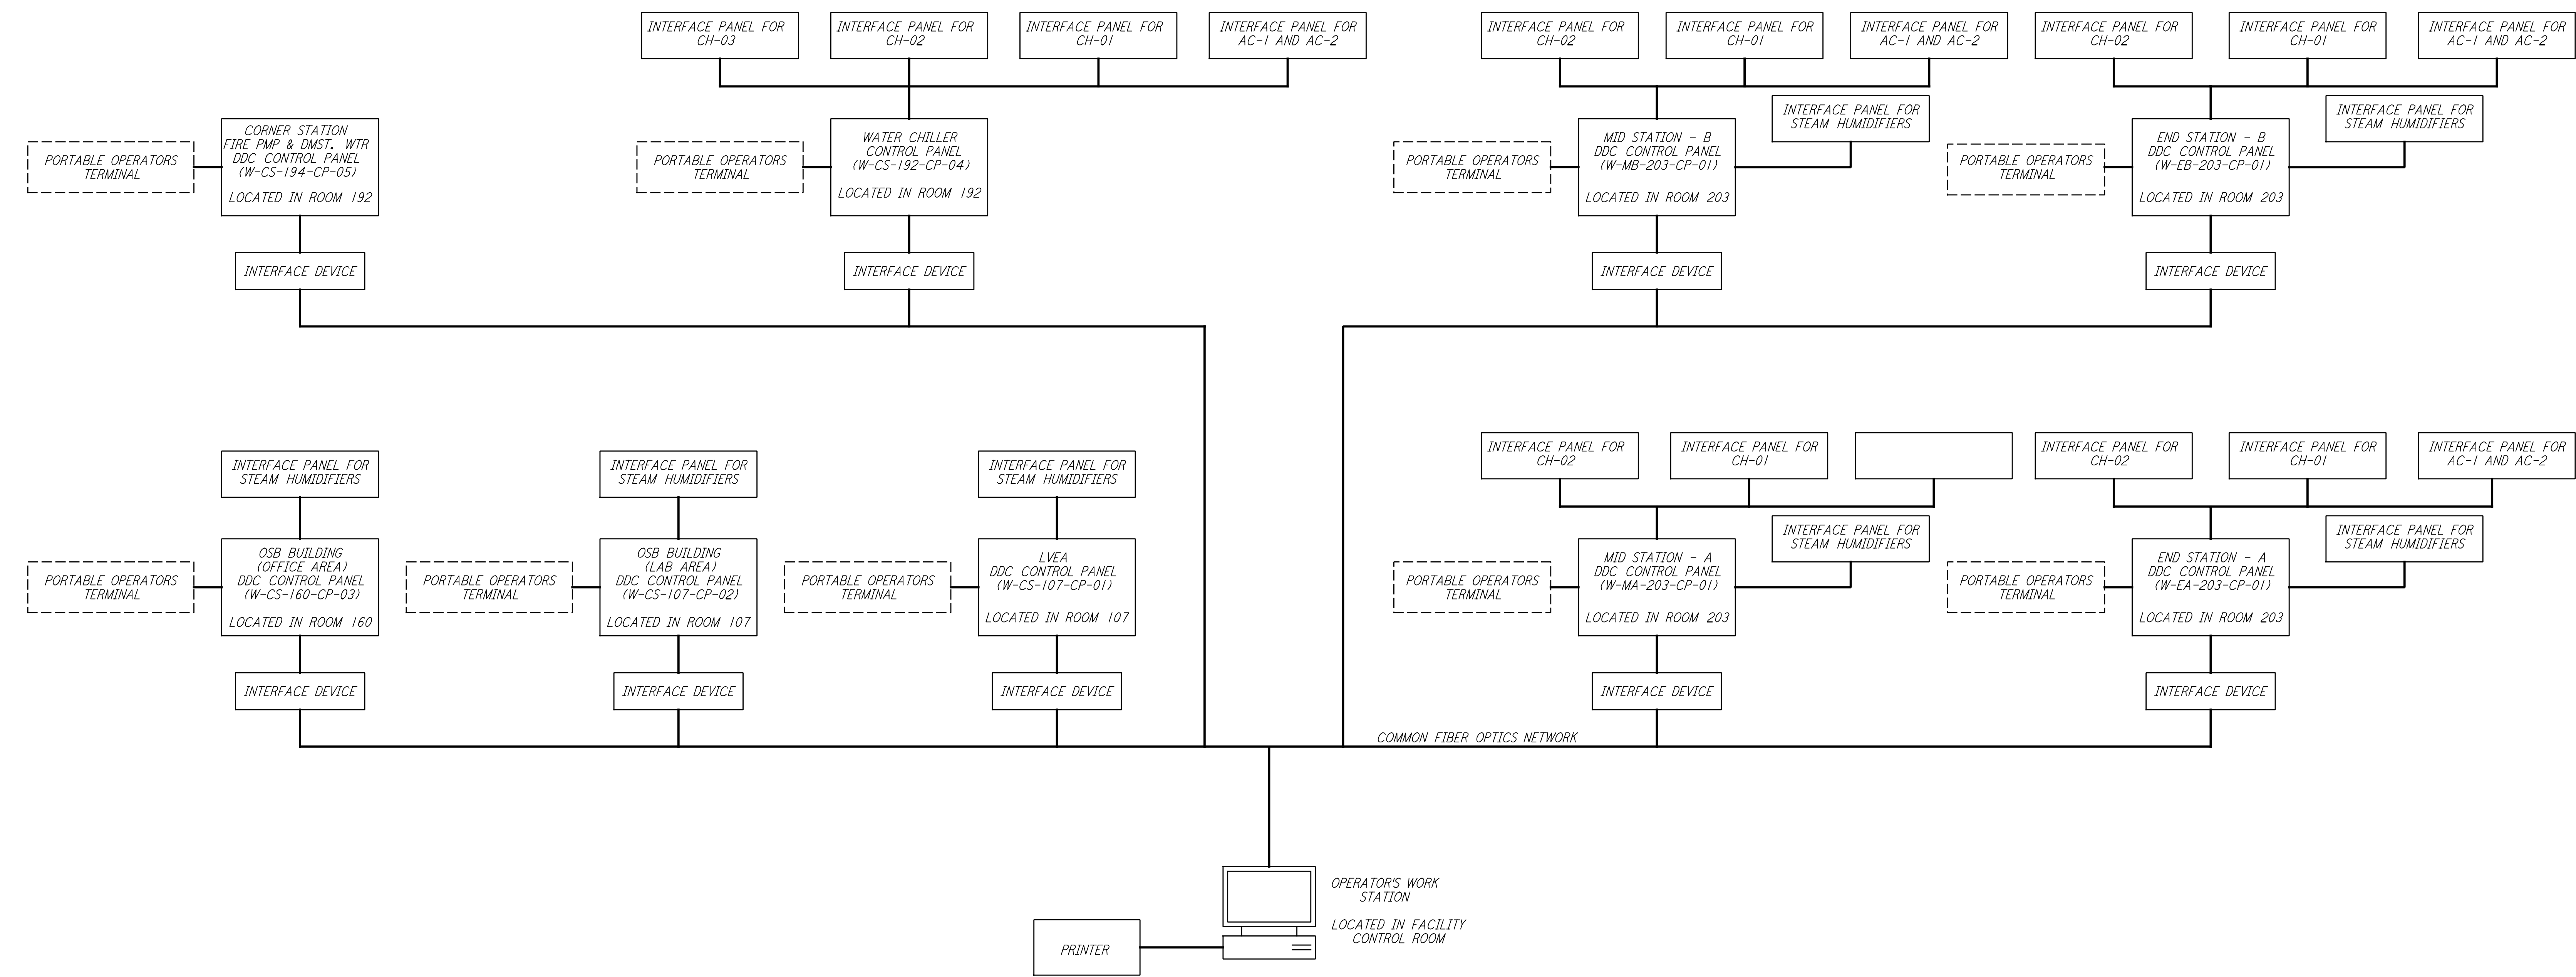 INTERFACE PANEL FOR
CH-03
INTERFACE PANEL FOR
CH-02
INTERFACE PANEL FOR
CH-01
INTERFACE PANEL FOR
AC-1 AND AC-2
INTERFACE PANEL FOR
CH-02
INTERFACE PANEL FOR
CH-01
INTERFACE PANEL FOR
AC-1 AND AC-2
INTERFACE PANEL FOR
CH-02
INTERFACE PANEL FOR
CH-01
INTERFACE PANEL FOR
AC-1 AND AC-2
PORTABLE OPERATORS
TERMINAL
CORNER STATION
FIRE PMP & DMST. WTR
DDC CONTROL PANEL
(W-CS-194-CP-05)
LOCATED IN ROOM 192
PORTABLE OPERATORS
TERMINAL
WATER CHILLER
CONTROL PANEL
(W-CS-192-CP-04)
LOCATED IN ROOM 192
PORTABLE OPERATORS
TERMINAL
MID STATION - B
DDC CONTROL PANEL
(W-MB-203-CP-01)
LOCATED IN ROOM 203
INTERFACE PANEL FOR
STEAM HUMIDIFIERS
PORTABLE OPERATORS
TERMINAL
END STATION - B
DDC CONTROL PANEL
(W-EB-203-CP-01)
LOCATED IN ROOM 203
INTERFACE PANEL FOR
STEAM HUMIDIFIERS
INTERFACE DEVICE
INTERFACE DEVICE
INTERFACE DEVICE
INTERFACE DEVICE
INTERFACE PANEL FOR
STEAM HUMIDIFIERS
INTERFACE PANEL FOR
STEAM HUMIDIFIERS
INTERFACE PANEL FOR
STEAM HUMIDIFIERS
INTERFACE PANEL FOR
CH-02
INTERFACE PANEL FOR
CH-01
INTERFACE PANEL FOR
CH-02
INTERFACE PANEL FOR
CH-01
INTERFACE PANEL FOR
AC-1 AND AC-2
PORTABLE OPERATORS
TERMINAL
OSB BUILDING
(OFFICE AREA)
DDC CONTROL PANEL
(W-CS-160-CP-03)
LOCATED IN ROOM 160
PORTABLE OPERATORS
TERMINAL
OSB BUILDING
(LAB AREA)
DDC CONTROL PANEL
(W-CS-107-CP-02)
LOCATED IN ROOM 107
PORTABLE OPERATORS
TERMINAL
LVEA
DDC CONTROL PANEL
(W-CS-107-CP-01)
LOCATED IN ROOM 107
PORTABLE OPERATORS
TERMINAL
MID STATION - A
DDC CONTROL PANEL
(W-MA-203-CP-01)
LOCATED IN ROOM 203
INTERFACE PANEL FOR
STEAM HUMIDIFIERS
PORTABLE OPERATORS
TERMINAL
END STATION - A
DDC CONTROL PANEL
(W-EA-203-CP-01)
LOCATED IN ROOM 203
INTERFACE PANEL FOR
STEAM HUMIDIFIERS
INTERFACE DEVICE
INTERFACE DEVICE
INTERFACE DEVICE
INTERFACE DEVICE
INTERFACE DEVICE
COMMON FIBER OPTICS NETWORK
OPERATOR'S WORK
STATION
LOCATED IN FACILITY
CONTROL ROOM
PRINTER